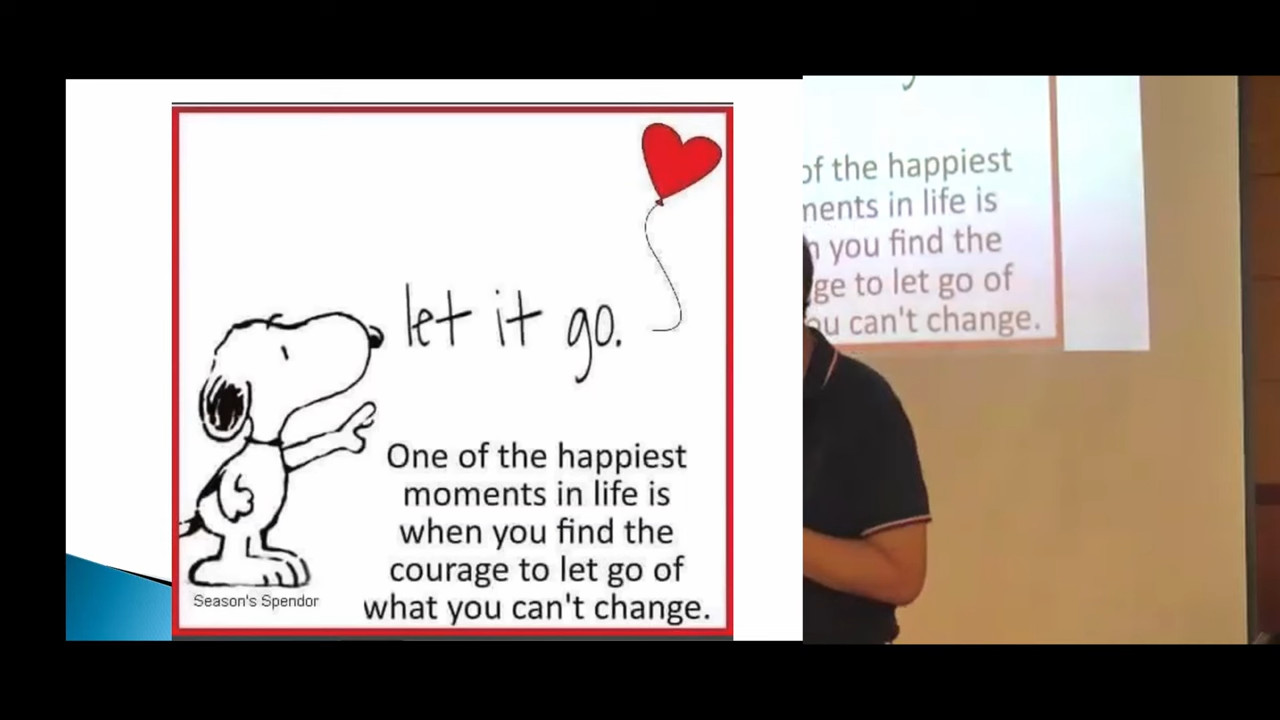 let it go.
One of the happiest
moments in life is
when you find the
courage to let go of
what you can't change.
Season's Spendor
of the happiest
ments in life is
you find the
ge to let go of
ou can't change.